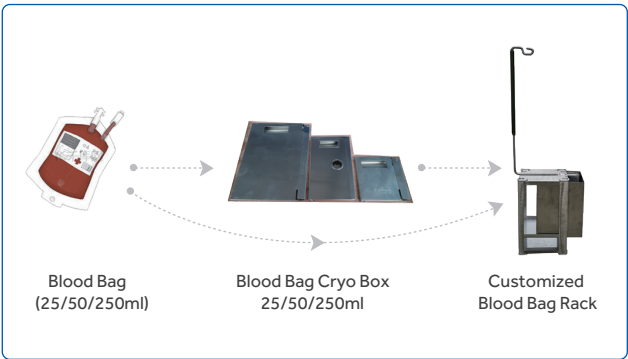 Blood Bag
(25/50/250ml)
Blood Bag Cryo Box
25/50/250ml
Customized
Blood Bag Rack